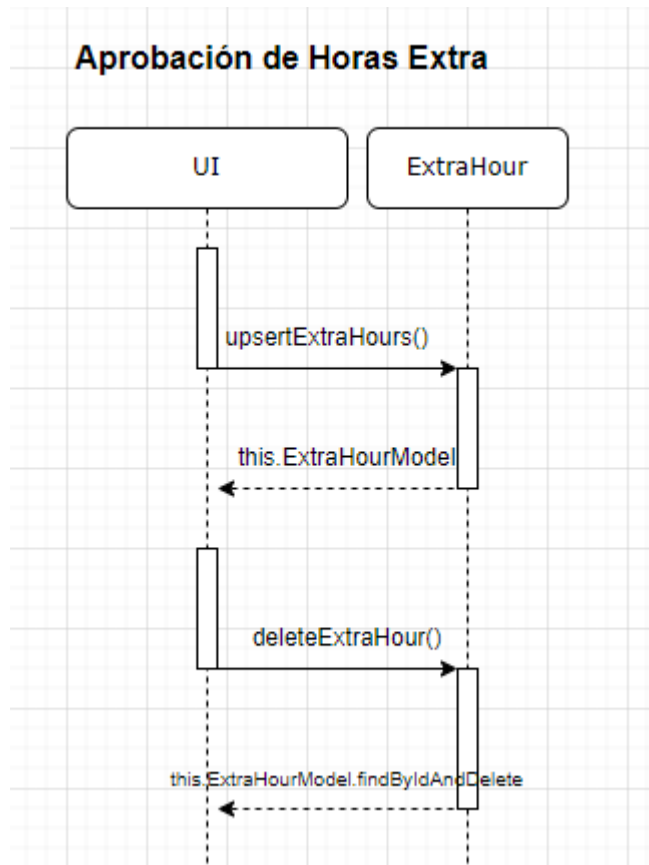 Aprobación de Horas Extra
UI
ExtraHour
upsertExtraHours()
this.ExtraHourModel
deleteExtraHour()
this.ExtraHourModel.findByIdAndDelete